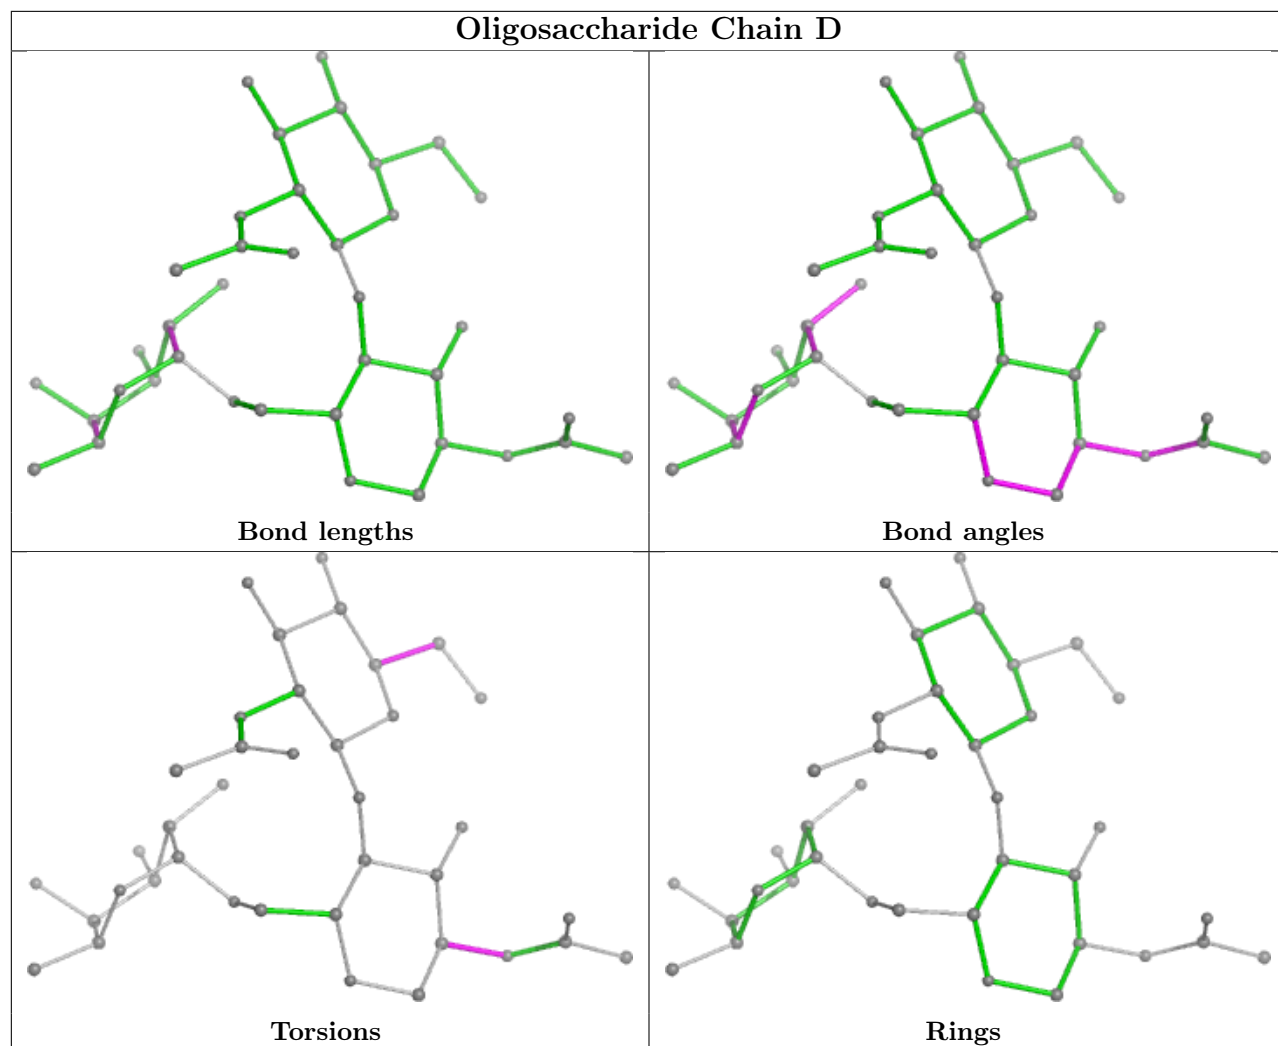 Oligosaccharide Chain D
Bond lengths
Bond angles
Torsions
Rings